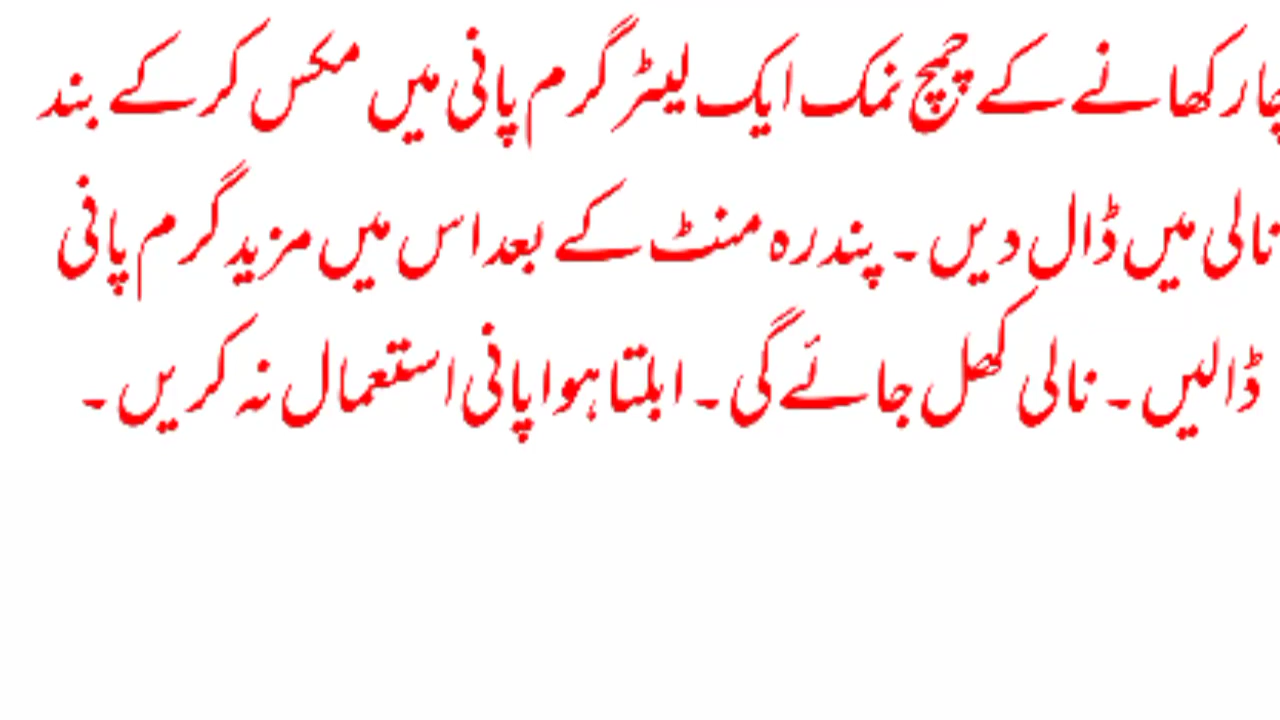 چار کھانے کے چمچ نمک ایک لیٹر گرم پانی میں مکس کر کے بند
نالی میں ڈال دیں۔ پندرہ منٹ کے بعد اس میں مزید گرم پانی
ڈالیں۔ نالی کھل جائے گی۔ ابلتا ہوا پانی استعمال نہ کریں۔